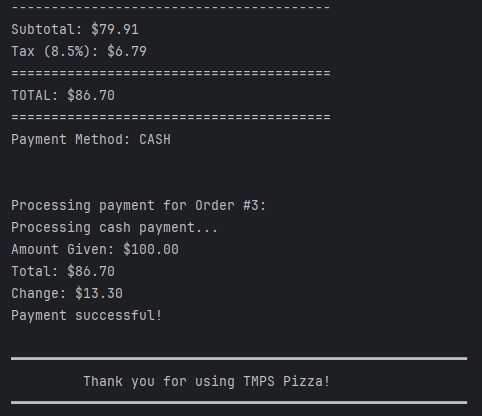 ----------------------------------------
Subtotal: $79.91
Tax (8.5%): $6.79
========================================
TOTAL: $86.70
========================================
Payment Method: CASH
Processing payment for Order #3:
Processing cash payment...
Amount Given: $100.00
Total: $86.70
Change: $13.30
Payment successful!
Thank you for using TMPS Pizza!